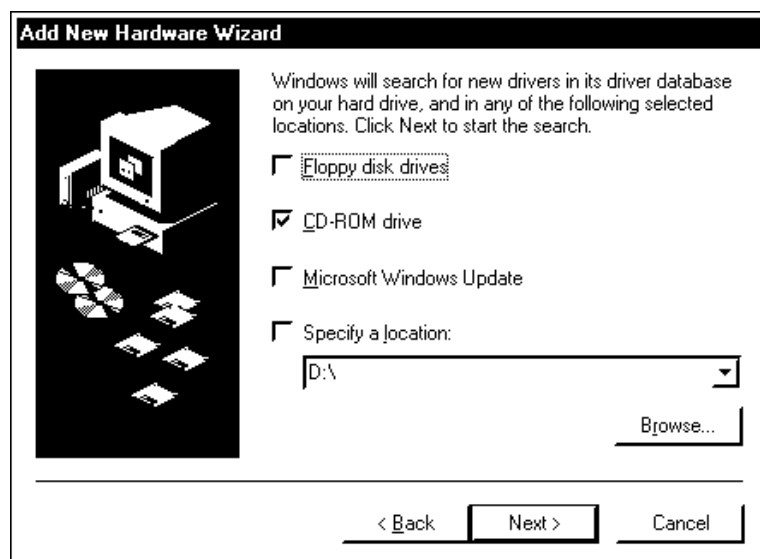 Add New Hardware Wizard
Windows will search for new drivers in its driver database
on your hard drive, and in any of the following selected
locations. Click Next to start the search.
Floppy disk drives
CD-ROM drive
Microsoft Windows Update
Specify a location:
D:\
Browse...
< Back
Next >
Cancel